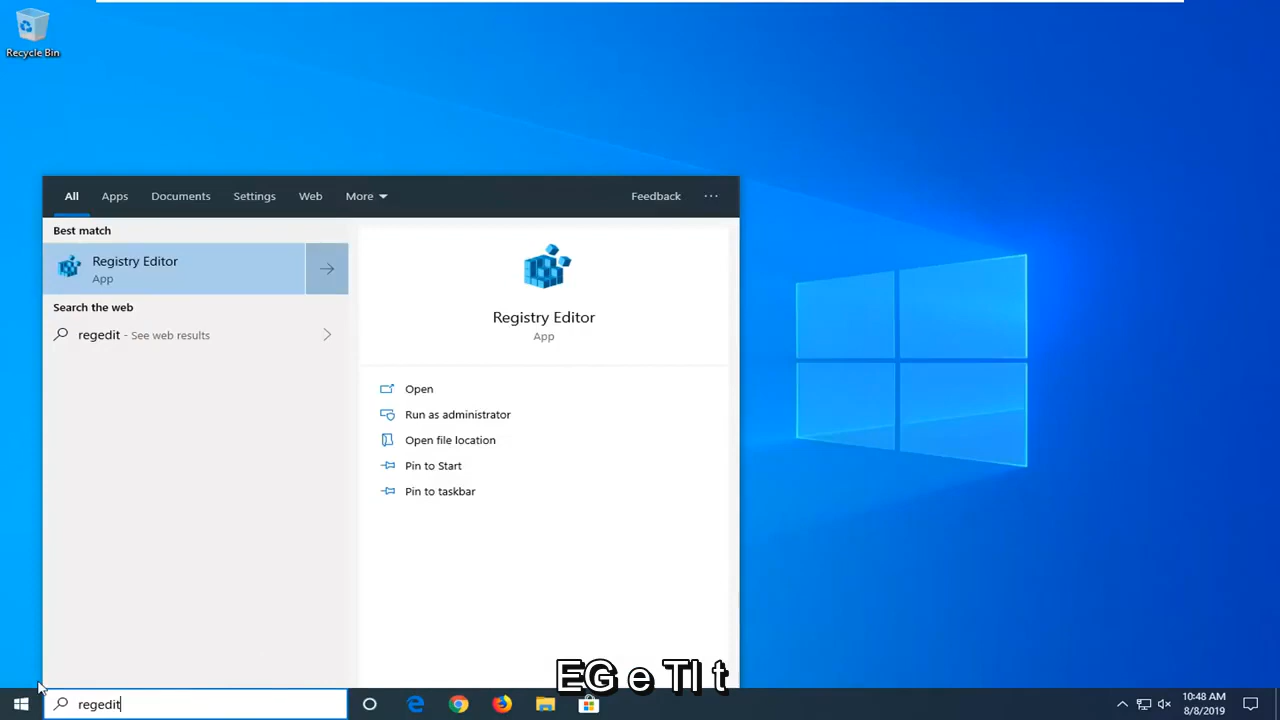 Recycle Bin
All Apps Documents Settings Web More Feedback ...
Best match
Registry Editor
App
Search the web
regedit - See web results
Registry Editor
App
Open
Run as administrator
Open file location
Pin to Start
Pin to taskbar
EG e TI t
regedit
10:48 AM
8/8/2019